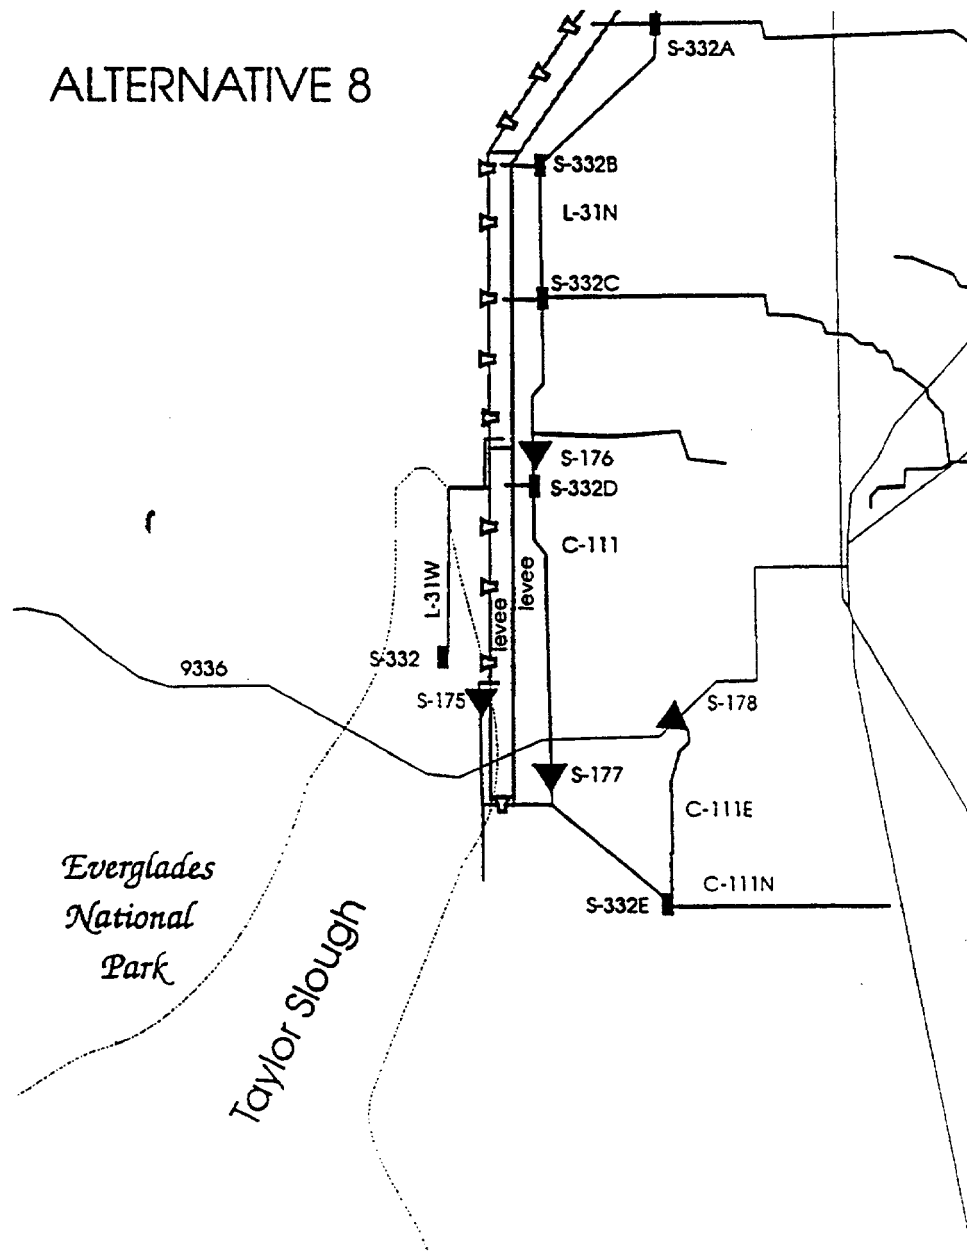 ALTERNATIVE 8
S-332A
S-332B
L-31N
S-332C
S-176
S-332D
C-111
levee
levee
L-31W
S-332
9336
S-175
S-178
S-177
C-111E
C-111N
S-332E
Everglades
National
Park
Taylor Slough